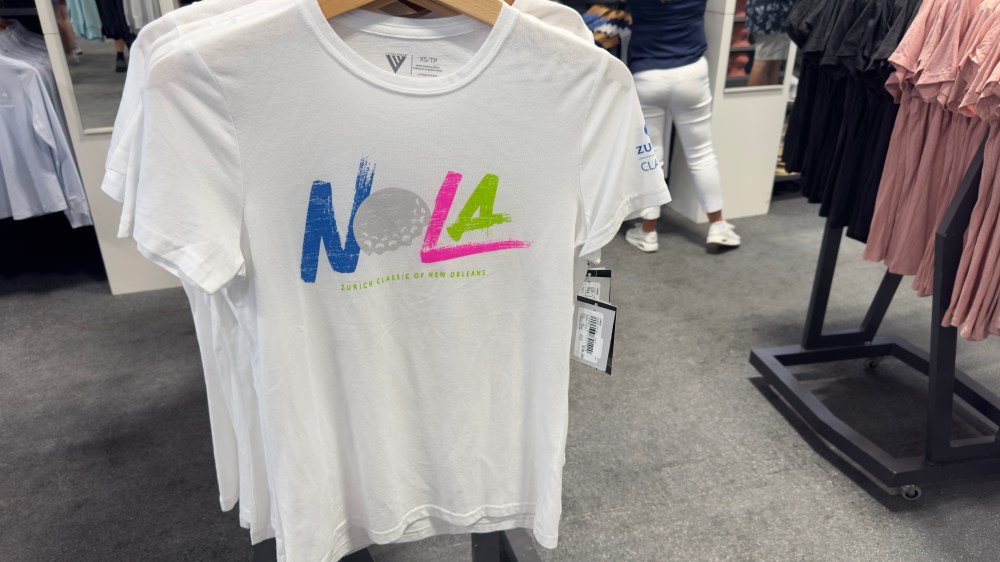 XS/TP
NOLA
ZURICH CLASSIC OF NEW ORLEANS
ZU
CLA